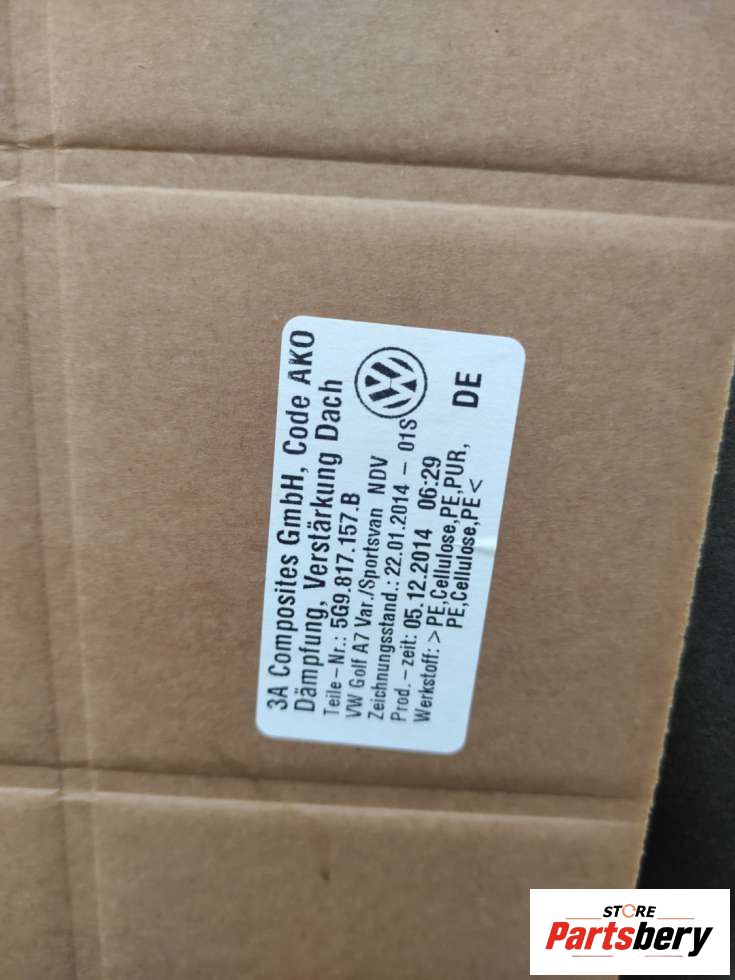 3A Composites GmbH, Code AKO
Dämpfung, Verstärkung Dach
Teile-Nr.: 5G9.817.157.B
VW Golf A7 Var./Sportsvan NDV
Zeichnungsstand.: 22.01.2014 - 01S
Prod.-zeit: 05.12.2014 06:29
Werkstoff: >PE,Cellulose,PE,PUR,
PE,Cellulose,PE<
DE
STORE
Partsbery